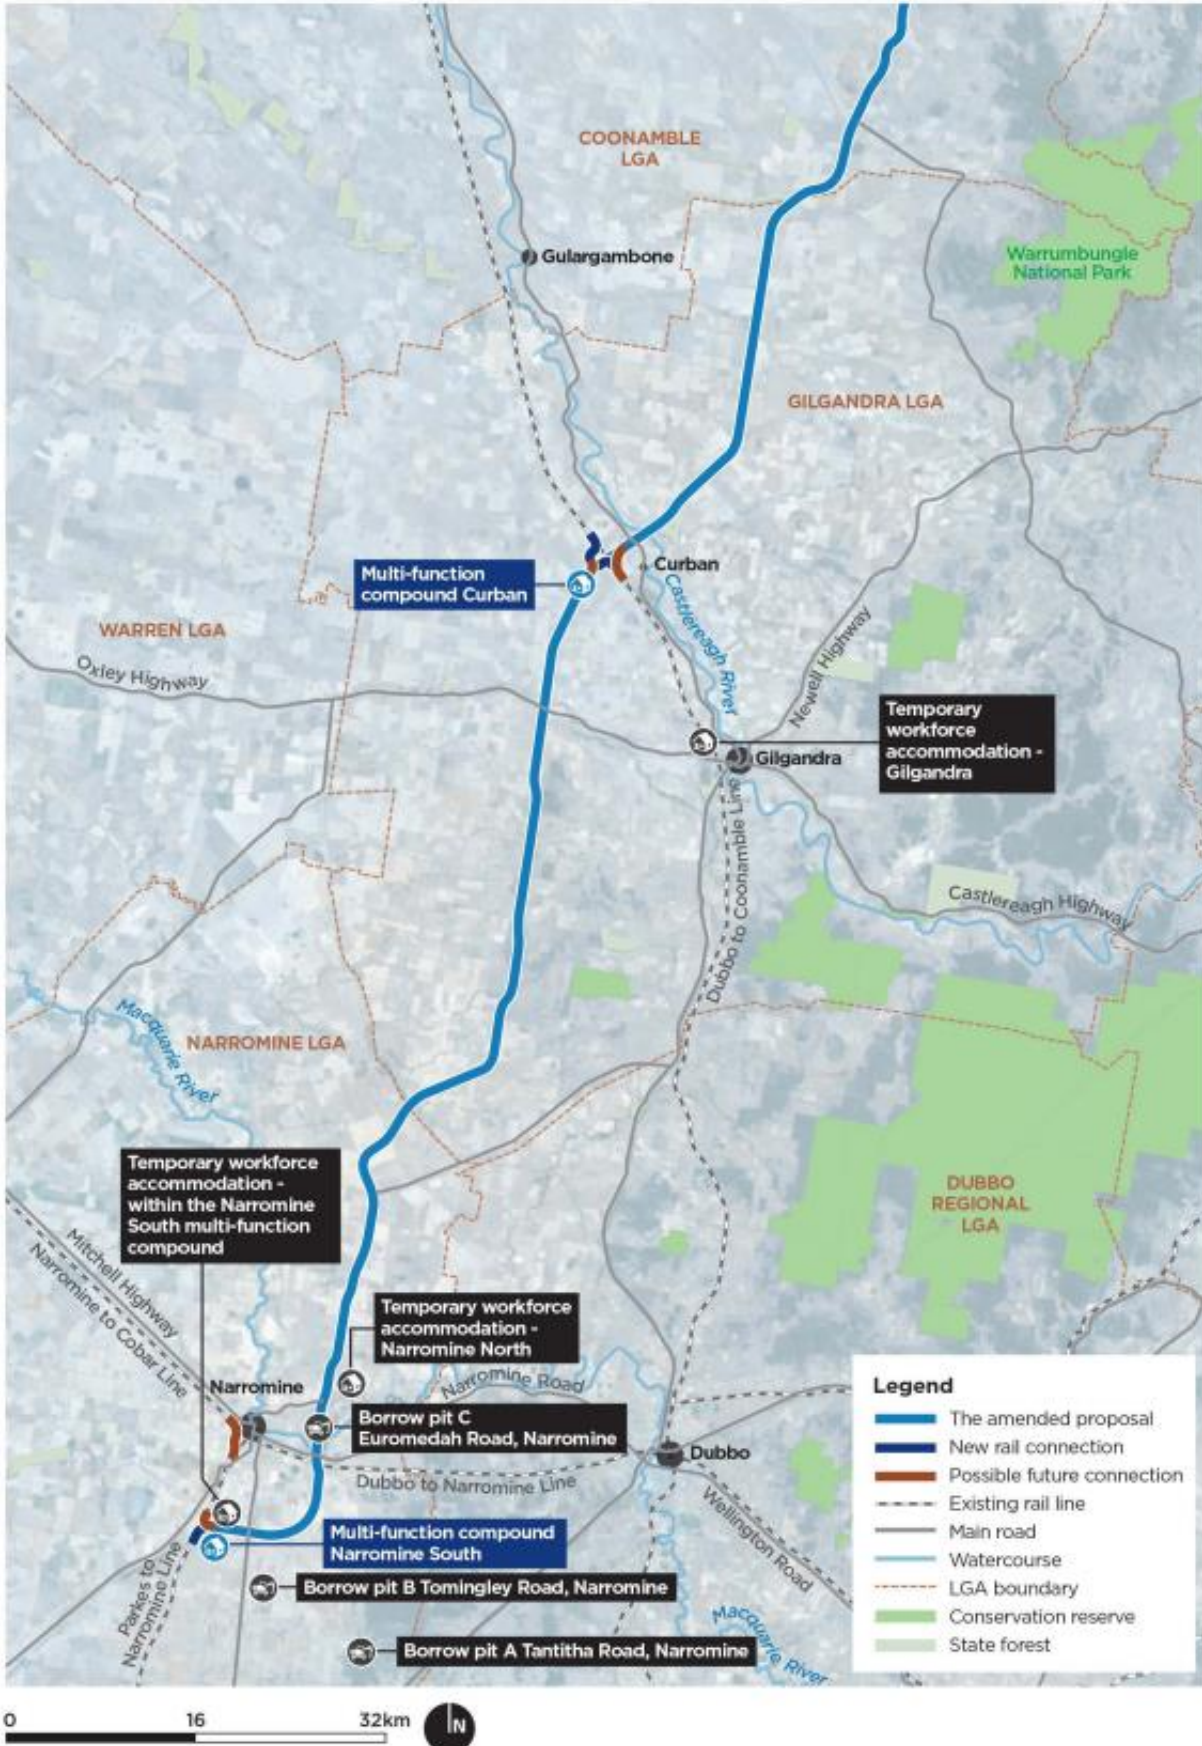 COONAMBLE
LGA
Gulargambone
Warrumbungle
National Park
GILGANDRA LGA
Multi-function
compound Curban
Curban
Castlereagh River
WARREN LGA
Oxley Highway
Newell Highway
Temporary
workforce
accommodation -
Gilgandra
Gilgandra
Dubbo to Coonamble Line
Castlereagh Highway
Macquarie River
NARROMINE LGA
Temporary workforce
accommodation -
within the Narromine
South multi-function
compound
DUBBO
REGIONAL
LGA
Mitchell Highway
Narromine to Cobar Line
Temporary workforce
accommodation -
Narromine North
Narromine
Narromine Road
Borrow pit C
Euromedah Road, Narromine
Dubbo
Dubbo to Narromine Line
Wellington Road
Multi-function compound
Narromine South
Parkes to
Narromine Line
Borrow pit B Tomingley Road, Narromine
Macquarie River
Borrow pit A Tantitha Road, Narromine
Legend
The amended proposal
New rail connection
Possible future connection
Existing rail line
Main road
Watercourse
LGA boundary
Conservation reserve
State forest
0 16 32km
N